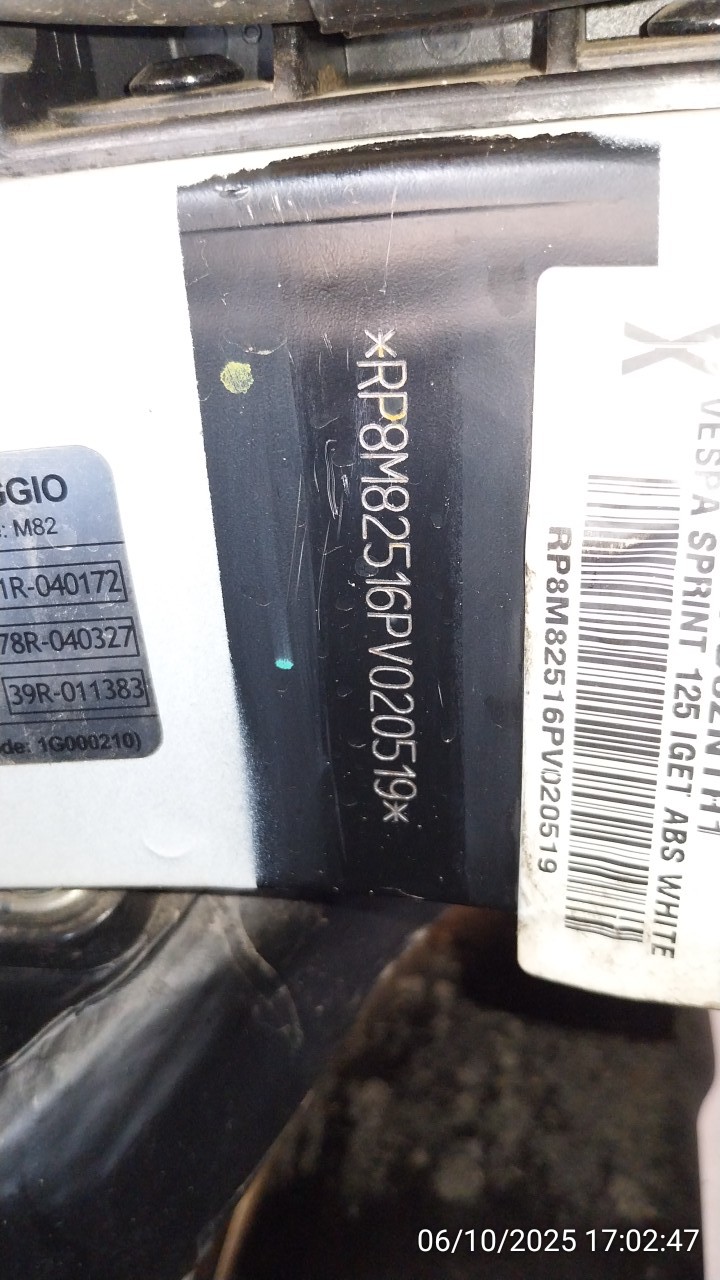 GGIO
: M82
1R-040172
78R-040327
39R-011383
de: 1G000210)
*RP8M82516PV020519*
VESPA SPRINT 125 IGET ABS WHITE
RP8M82516PV020519
06/10/2025 17:02:47